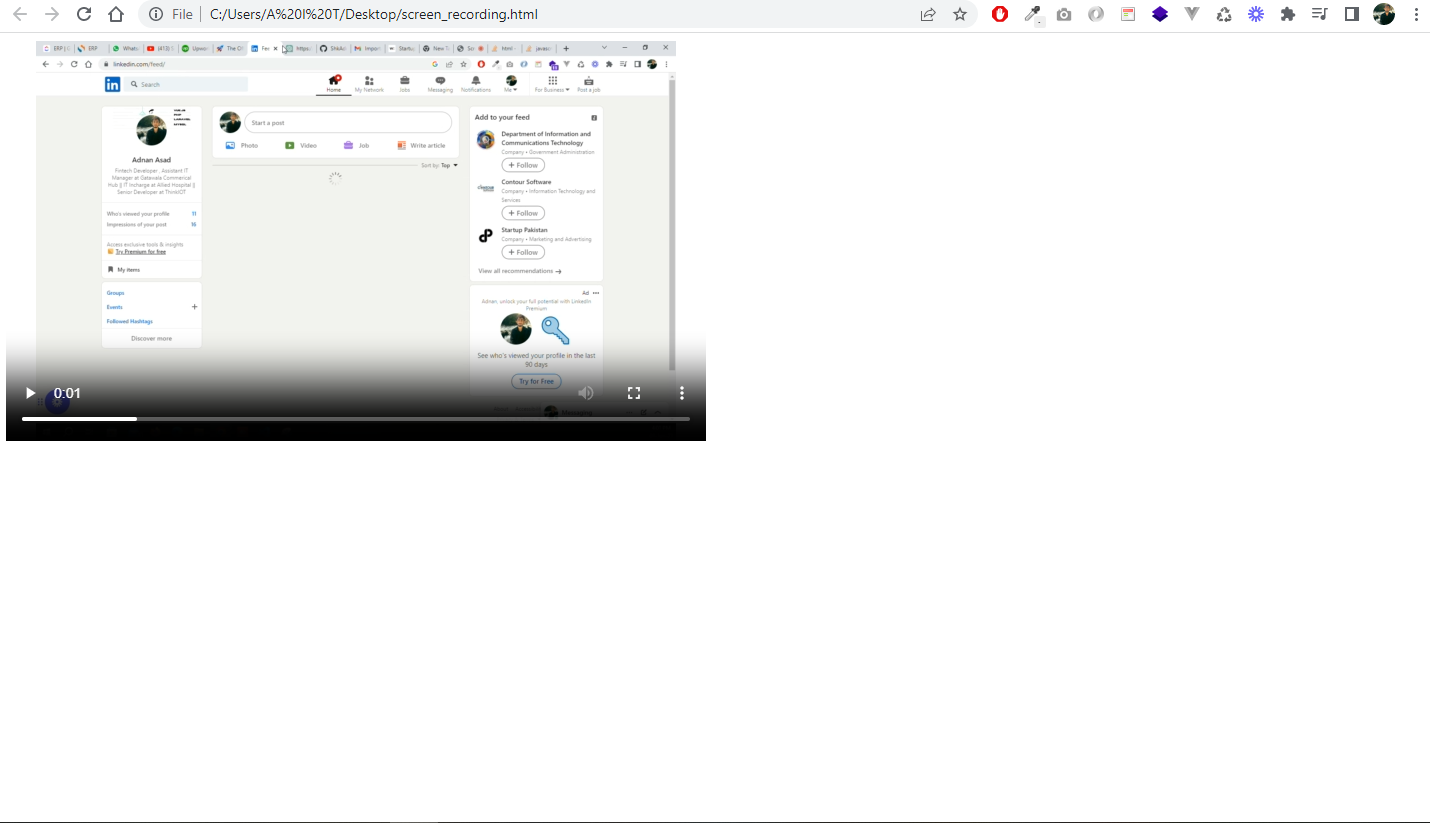 File
C:/Users/A%20I%20T/Desktop/screen_recording.html
ERP
Whats
Upwo
The Of
Fee
https:
Import
Startu
New T
html -
javasc
linkedin.com/feed/
in
Search
Home
My Network
Jobs
Messaging
Notifications
Me
For Business
Post a job
Adnan Asad
Fintech Developer , Assistant IT
Manager at Gatewala Commerical
Hub || IT Incharge at Allied Hospital ||
Senior Developer at ThinkIOT
Who's viewed your profile 11
Impressions of your post 16
Access exclusive tools & insights
Try Premium for free
My items
Groups
Events
Followed Hashtags
Discover more
Start a post
Photo
Video
Job
Write article
Sort by: Top
Add to your feed
Department of Information and
Communications Technology
Company • Government Administration
+ Follow
Contour Software
Company • Information Technology and
Services
+ Follow
Startup Pakistan
Company • Marketing and Advertising
+ Follow
View all recommendations
Ad
Adnan, unlock your full potential with LinkedIn
Premium
See who's viewed your profile in the last
90 days
Try for Free
Messaging
0:01